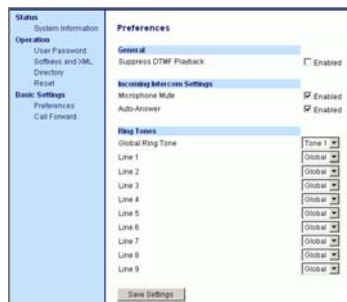 Status
System Information
Operation
User Password
Softkeys and XML
Directory
Reset
Basic Settings
Preferences
Call Forward
Preferences
General
Suppress DTMF Playback Enabled
Incoming Intercom Settings
Microphone Mute Enabled
Auto-Answer Enabled
Ring Tones
Global Ring Tone Tone 1
Line 1 Global
Line 2 Global
Line 3 Global
Line 4 Global
Line 5 Global
Line 6 Global
Line 7 Global
Line 8 Global
Line 9 Global
Save Settings